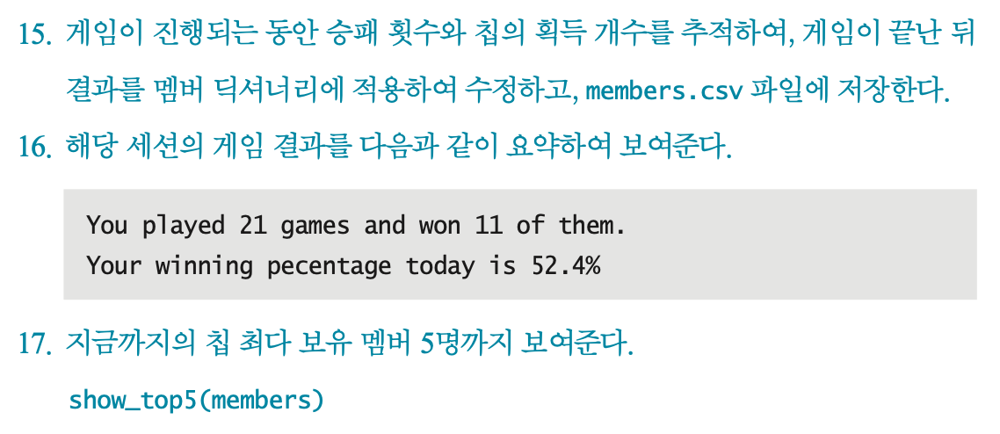 15. 게임이 진행되는 동안 승패 횟수와 칩의 획득 개수를 추적하여, 게임이 끝난 뒤
결과를 멤버 딕셔너리에 적용하여 수정하고, members.csv 파일에 저장한다.
16. 해당 세션의 게임 결과를 다음과 같이 요약하여 보여준다.
You played 21 games and won 11 of them.
Your winning pecentage today is 52.4%
17. 지금까지의 칩 최다 보유 멤버 5명까지 보여준다.
show_top5(members)